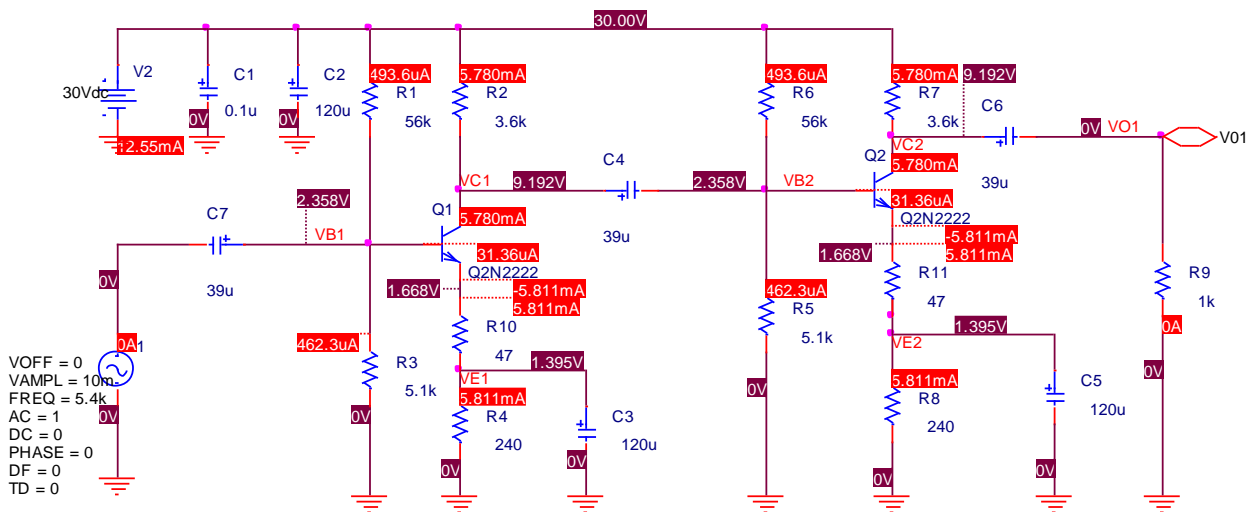 30.00V
V2
30Vdc
12.55mA
C1
0.1u
0V
C2
120u
0V
493.6uA
R1
56k
5.780mA
R2
3.6k
493.6uA
R6
56k
5.780mA
R7
3.6k
9.192V
C6
39u
0V
VO1
V01
VC2
5.780mA
Q2
31.36uA
Q2N2222
-5.811mA
5.811mA
1.668V
R11
47
VC1
9.192V
C4
39u
2.358V
VB2
Q1
5.780mA
31.36uA
Q2N2222
-5.811mA
5.811mA
1.668V
R10
47
2.358V
VB1
C7
39u
0V
0A
1
0V
VOFF = 0
VAMPL = 10m
FREQ = 5.4k
AC = 1
DC = 0
PHASE = 0
DF = 0
TD = 0
462.3uA
R3
5.1k
0V
VE1
1.395V
5.811mA
R4
240
0V
C3
120u
0V
462.3uA
R5
5.1k
0V
VE2
1.395V
5.811mA
R8
240
0V
C5
120u
0V
R9
1k
0A
0V